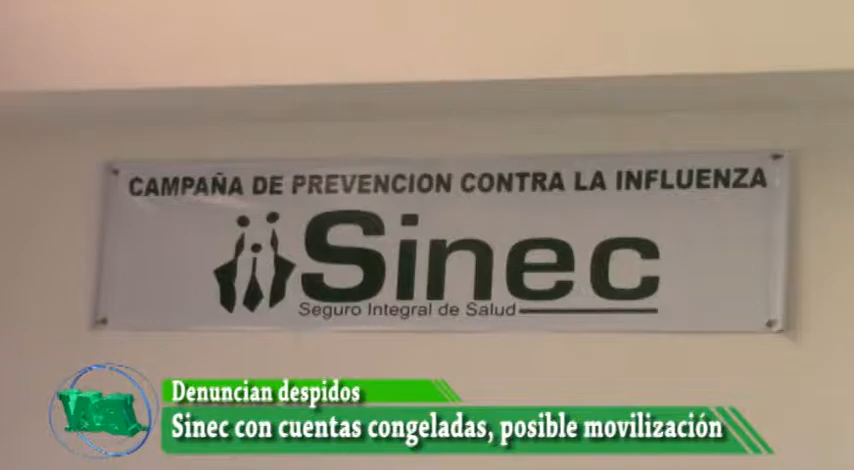 CAMPAÑA DE PREVENCION CONTRA LA INFLUENZA
Sinec
Seguro Integral de Salud
Denuncian despidos
Sinec con cuentas congeladas, posible movilización